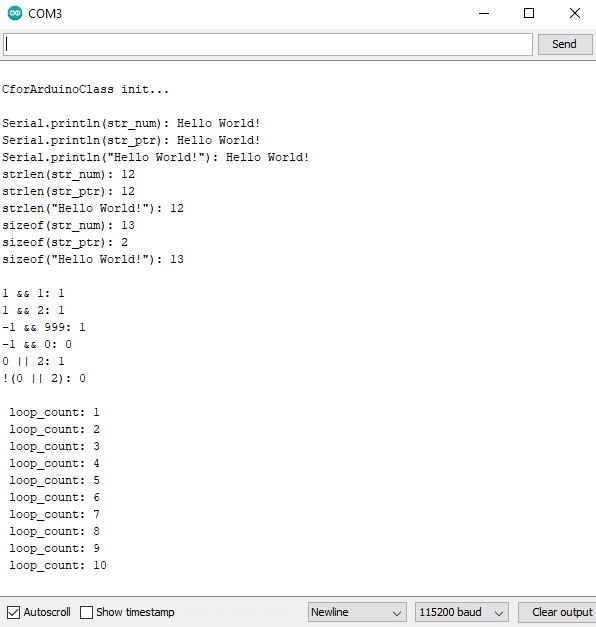 COM3
Send
CforArduinoClass init...
Serial.println(str_num): Hello World!
Serial.println(str_ptr): Hello World!
Serial.println("Hello World!"): Hello World!
strlen(str_num): 12
strlen(str_ptr): 12
strlen("Hello World!"): 12
sizeof(str_num): 13
sizeof(str_ptr): 2
sizeof("Hello World!"): 13
1 && 1: 1
1 && 2: 1
-1 && 999: 1
-1 && 0: 0
0 || 2: 1
!(0 || 2): 0
loop_count: 1
loop_count: 2
loop_count: 3
loop_count: 4
loop_count: 5
loop_count: 6
loop_count: 7
loop_count: 8
loop_count: 9
loop_count: 10
Autoscroll Show timestamp Newline 115200 baud Clear output